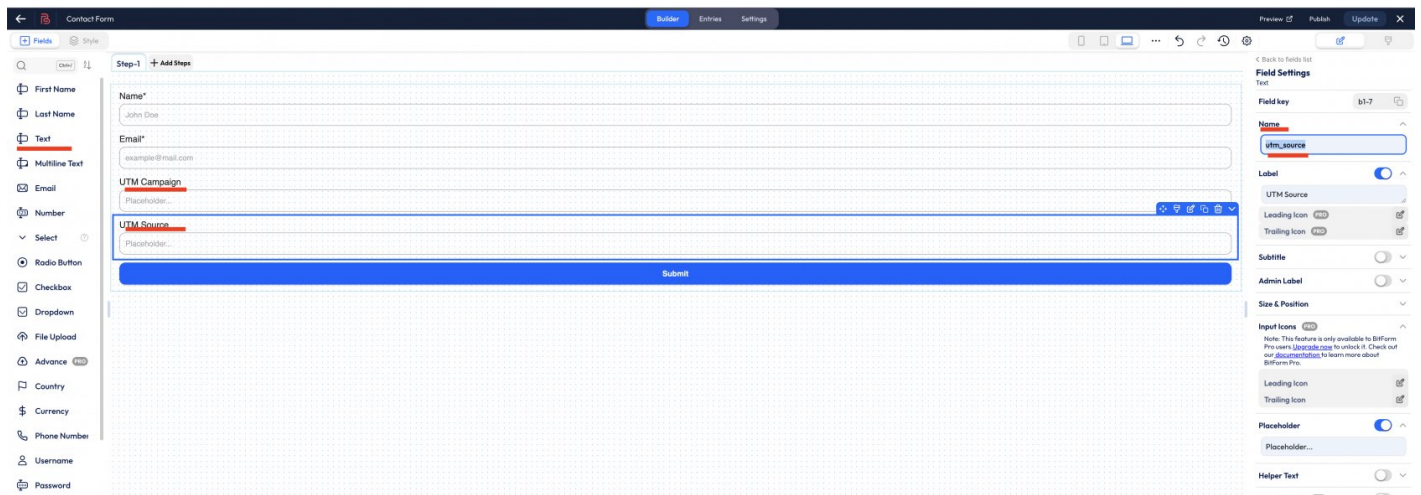 Contact Form
Builder Entries Settings
Preview Publish Update
Fields Style
Ctrl+/
Step-1 + Add Steps
First Name
Last Name
Text
Multiline Text
Email
Number
Select
Radio Button
Checkbox
Dropdown
File Upload
Advance PRO
Country
Currency
Phone Number
Username
Password
Name*
John Doe
Email*
example@mail.com
UTM Campaign
Placeholder...
UTM Source
Placeholder...
Submit
Back to fields list
Field Settings
Text
Field key b1-7
Name
utm_source
Label
UTM Source
Leading Icon PRO
Trailing Icon PRO
Subtitle
Admin Label
Size & Position
Input Icons PRO
Note: This feature is only available to BitForm
Pro users. Upgrade now to unlock it. Check out
our documentation to learn more about
BitForm Pro.
Leading Icon
Trailing Icon
Placeholder
Placeholder...
Helper Text